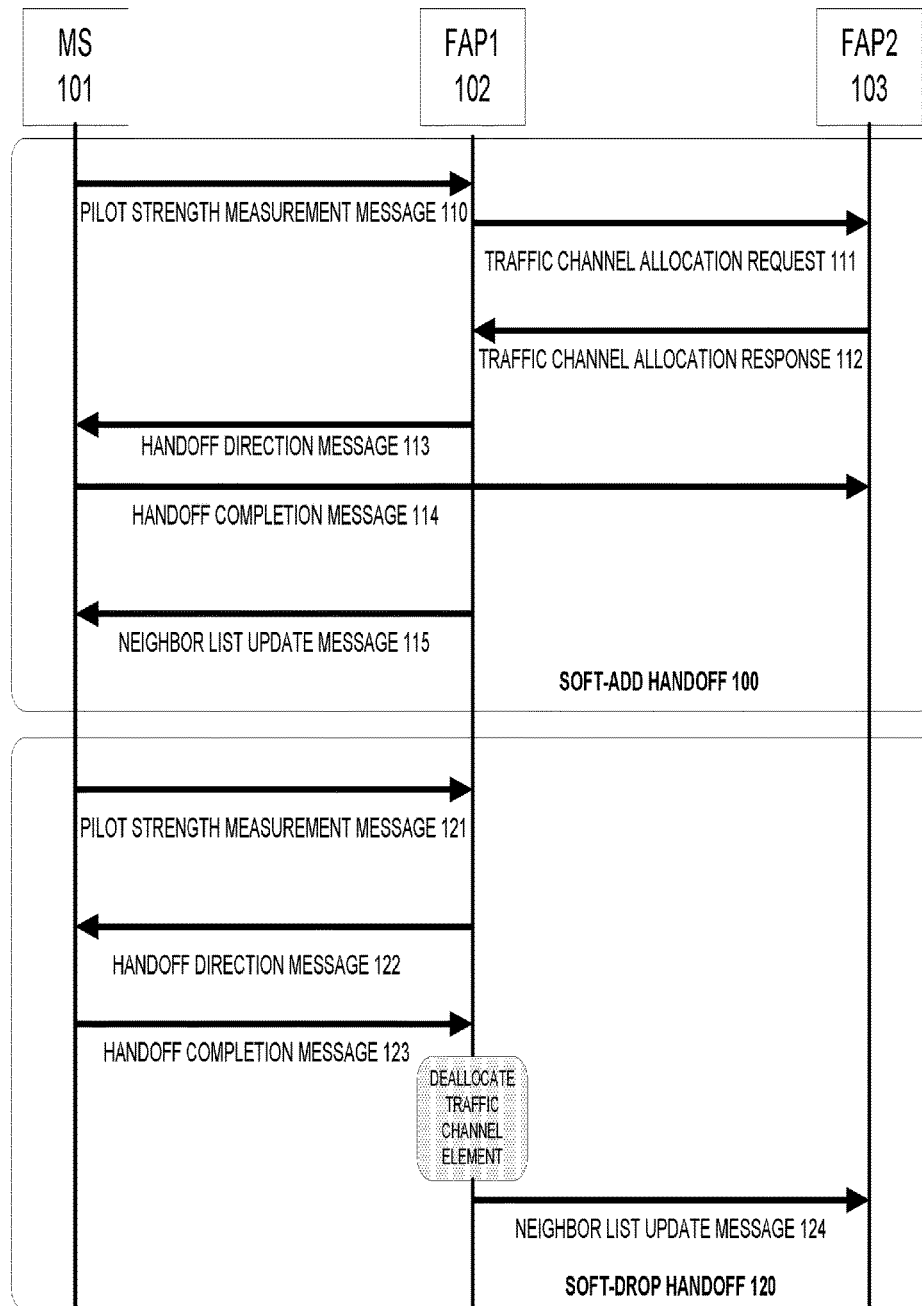 MS
101
FAP1
102
FAP2
103
PILOT STRENGTH MEASUREMENT MESSAGE 110
TRAFFIC CHANNEL ALLOCATION REQUEST 111
TRAFFIC CHANNEL ALLOCATION RESPONSE 112
HANDOFF DIRECTION MESSAGE 113
HANDOFF COMPLETION MESSAGE 114
NEIGHBOR LIST UPDATE MESSAGE 115
SOFT-ADD HANDOFF 100
PILOT STRENGTH MEASUREMENT MESSAGE 121
HANDOFF DIRECTION MESSAGE 122
HANDOFF COMPLETION MESSAGE 123
DEALLOCATE
TRAFFIC
CHANNEL
ELEMENT
NEIGHBOR LIST UPDATE MESSAGE 124
SOFT-DROP HANDOFF 120